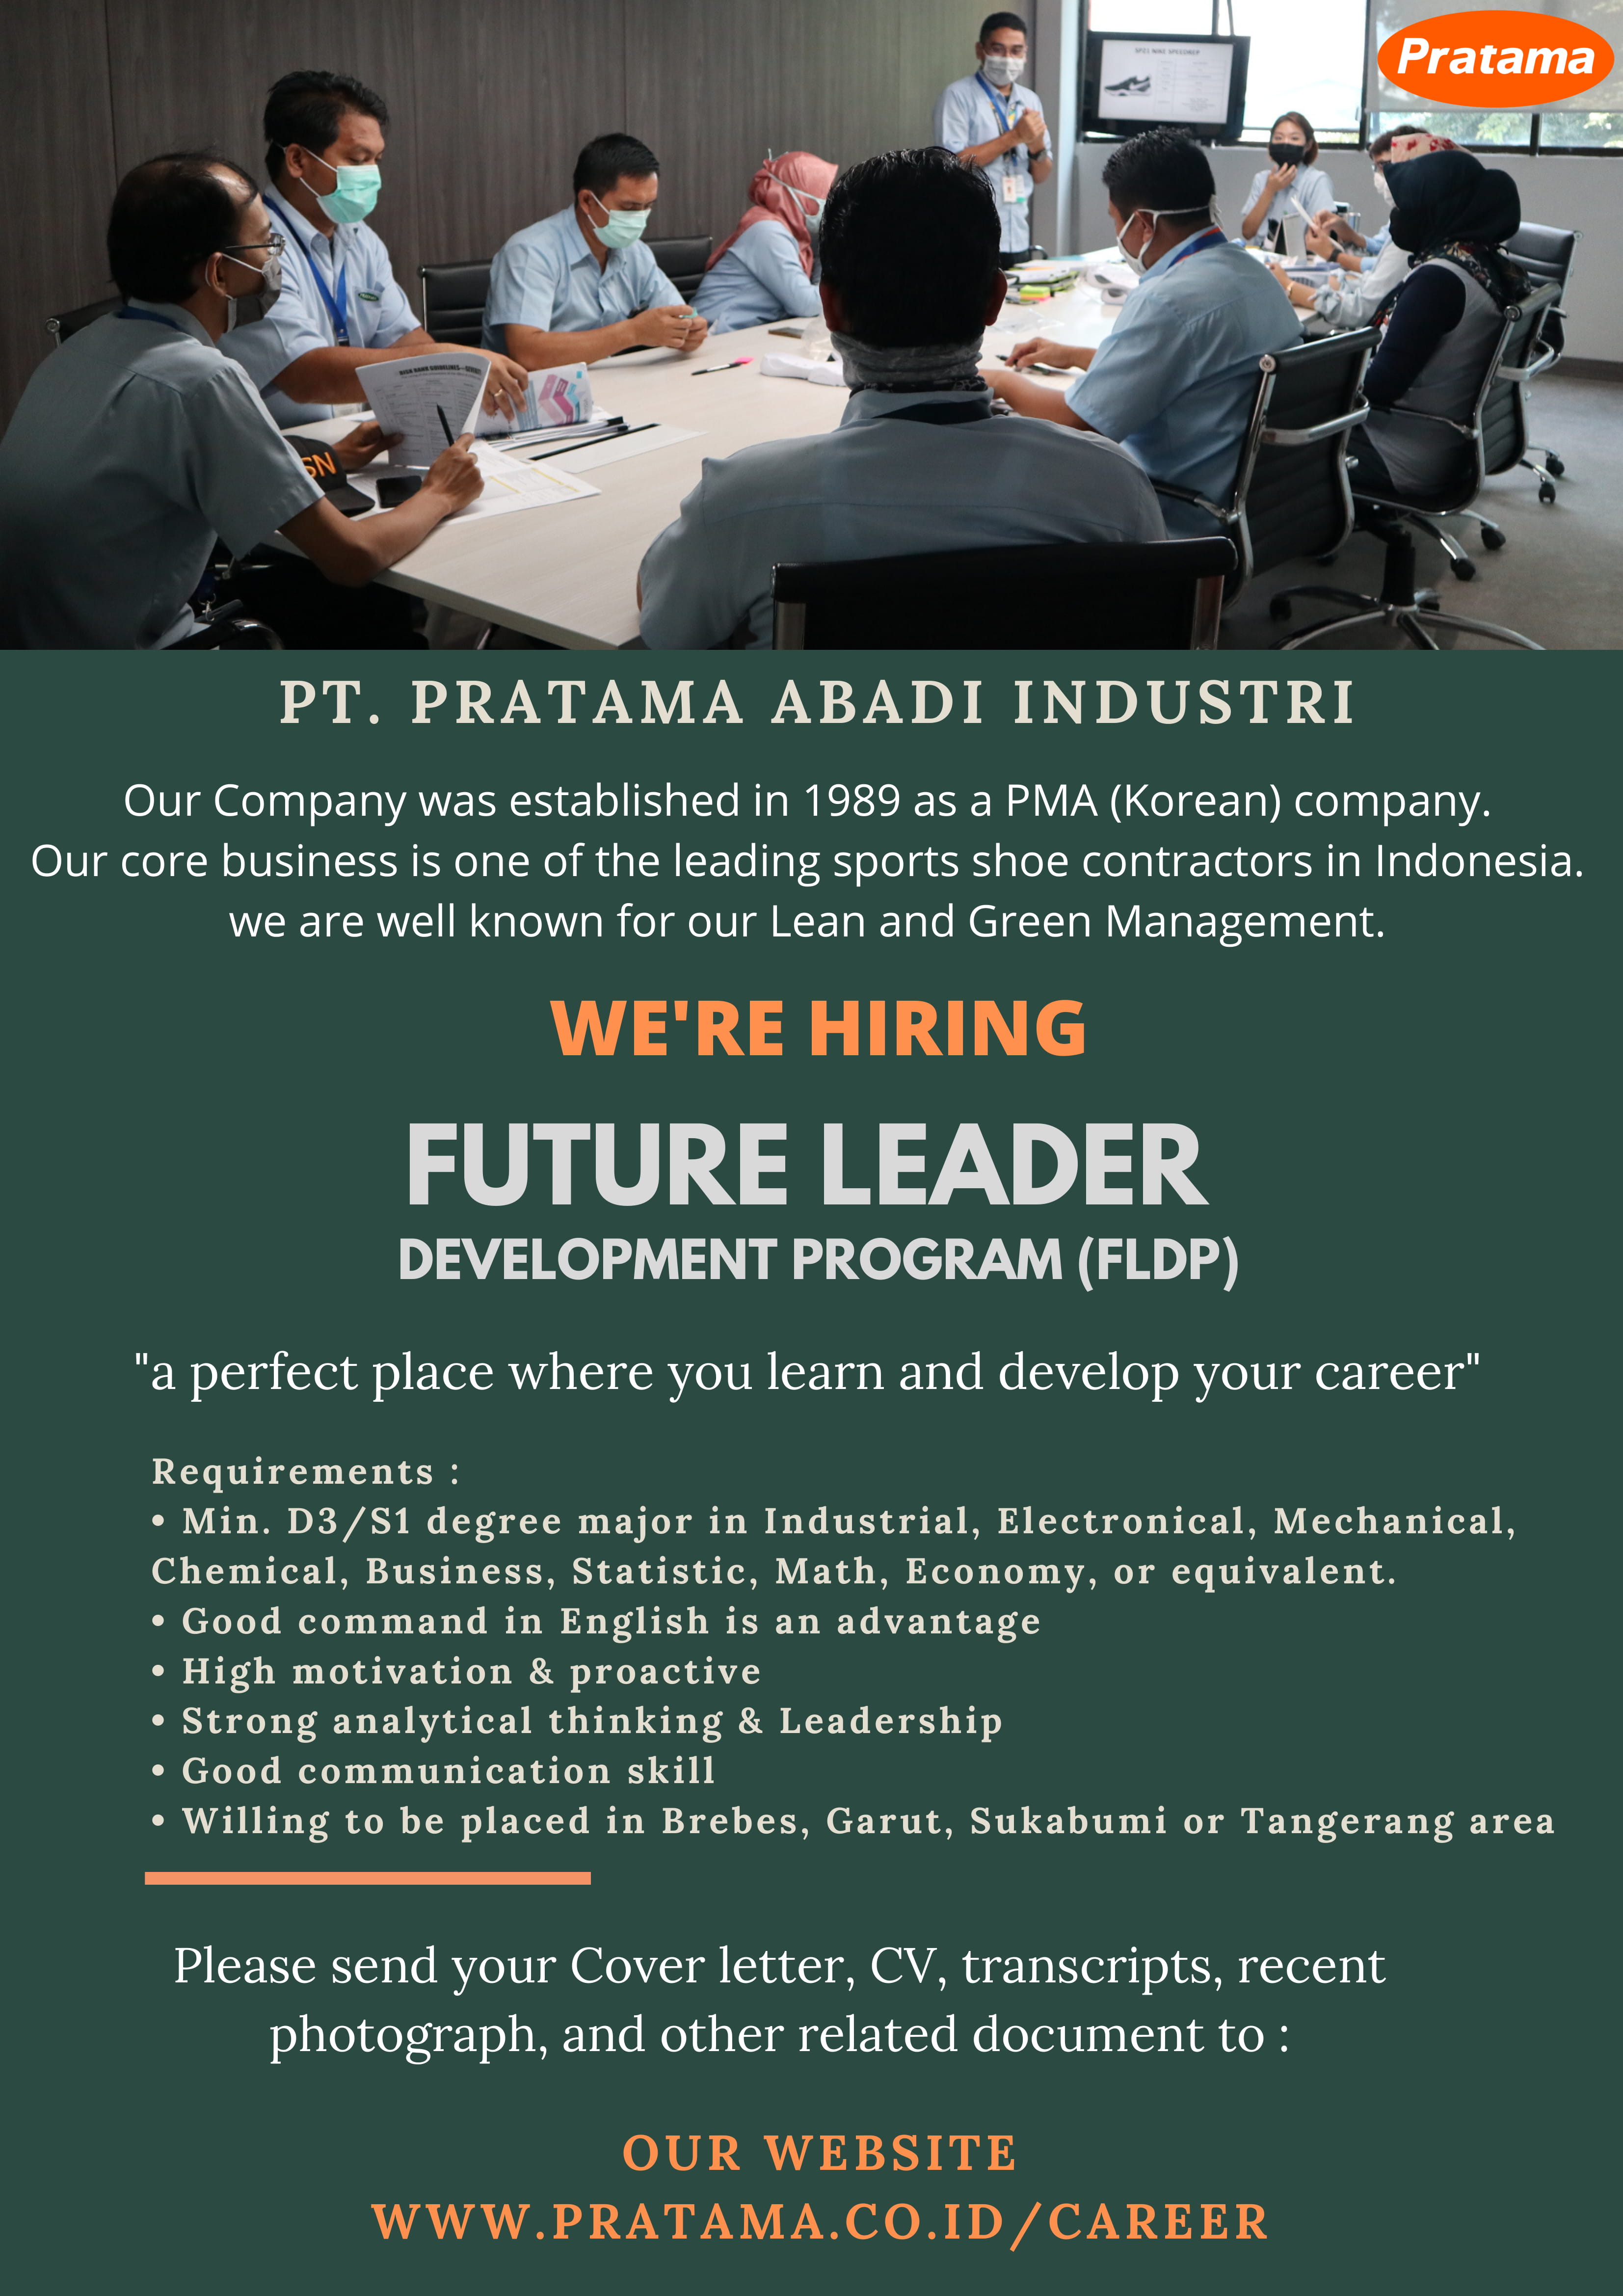 SP21 NIKE SPEEDREP
Pratama
SN
PT. PRATAMA ABADI INDUSTRI
Our Company was established in 1989 as a PMA (Korean) company.
Our core business is one of the leading sports shoe contractors in Indonesia.
we are well known for our Lean and Green Management.
WE'RE HIRING
FUTURE LEADER
DEVELOPMENT PROGRAM (FLDP)
"a perfect place where you learn and develop your career"
Requirements :
• Min. D3/S1 degree major in Industrial, Electronical, Mechanical,
Chemical, Business, Statistic, Math, Economy, or equivalent.
• Good command in English is an advantage
• High motivation & proactive
• Strong analytical thinking & Leadership
• Good communication skill
• Willing to be placed in Brebes, Garut, Sukabumi or Tangerang area
Please send your Cover letter, CV, transcripts, recent
photograph, and other related document to :
OUR WEBSITE
WWW.PRATAMA.CO.ID/CAREER